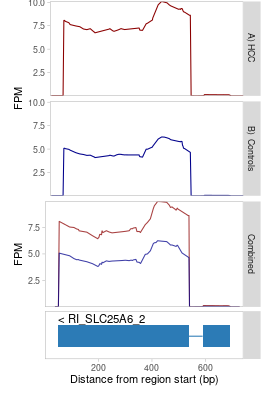 10.0
7.5
5.0
2.5
A) HCC
FPM
10.0
7.5
5.0
2.5
B) Controls
7.5
5.0
2.5
Combined
FPM
< RI_SLC25A6_2
200 400 600
Distance from region start (bp)